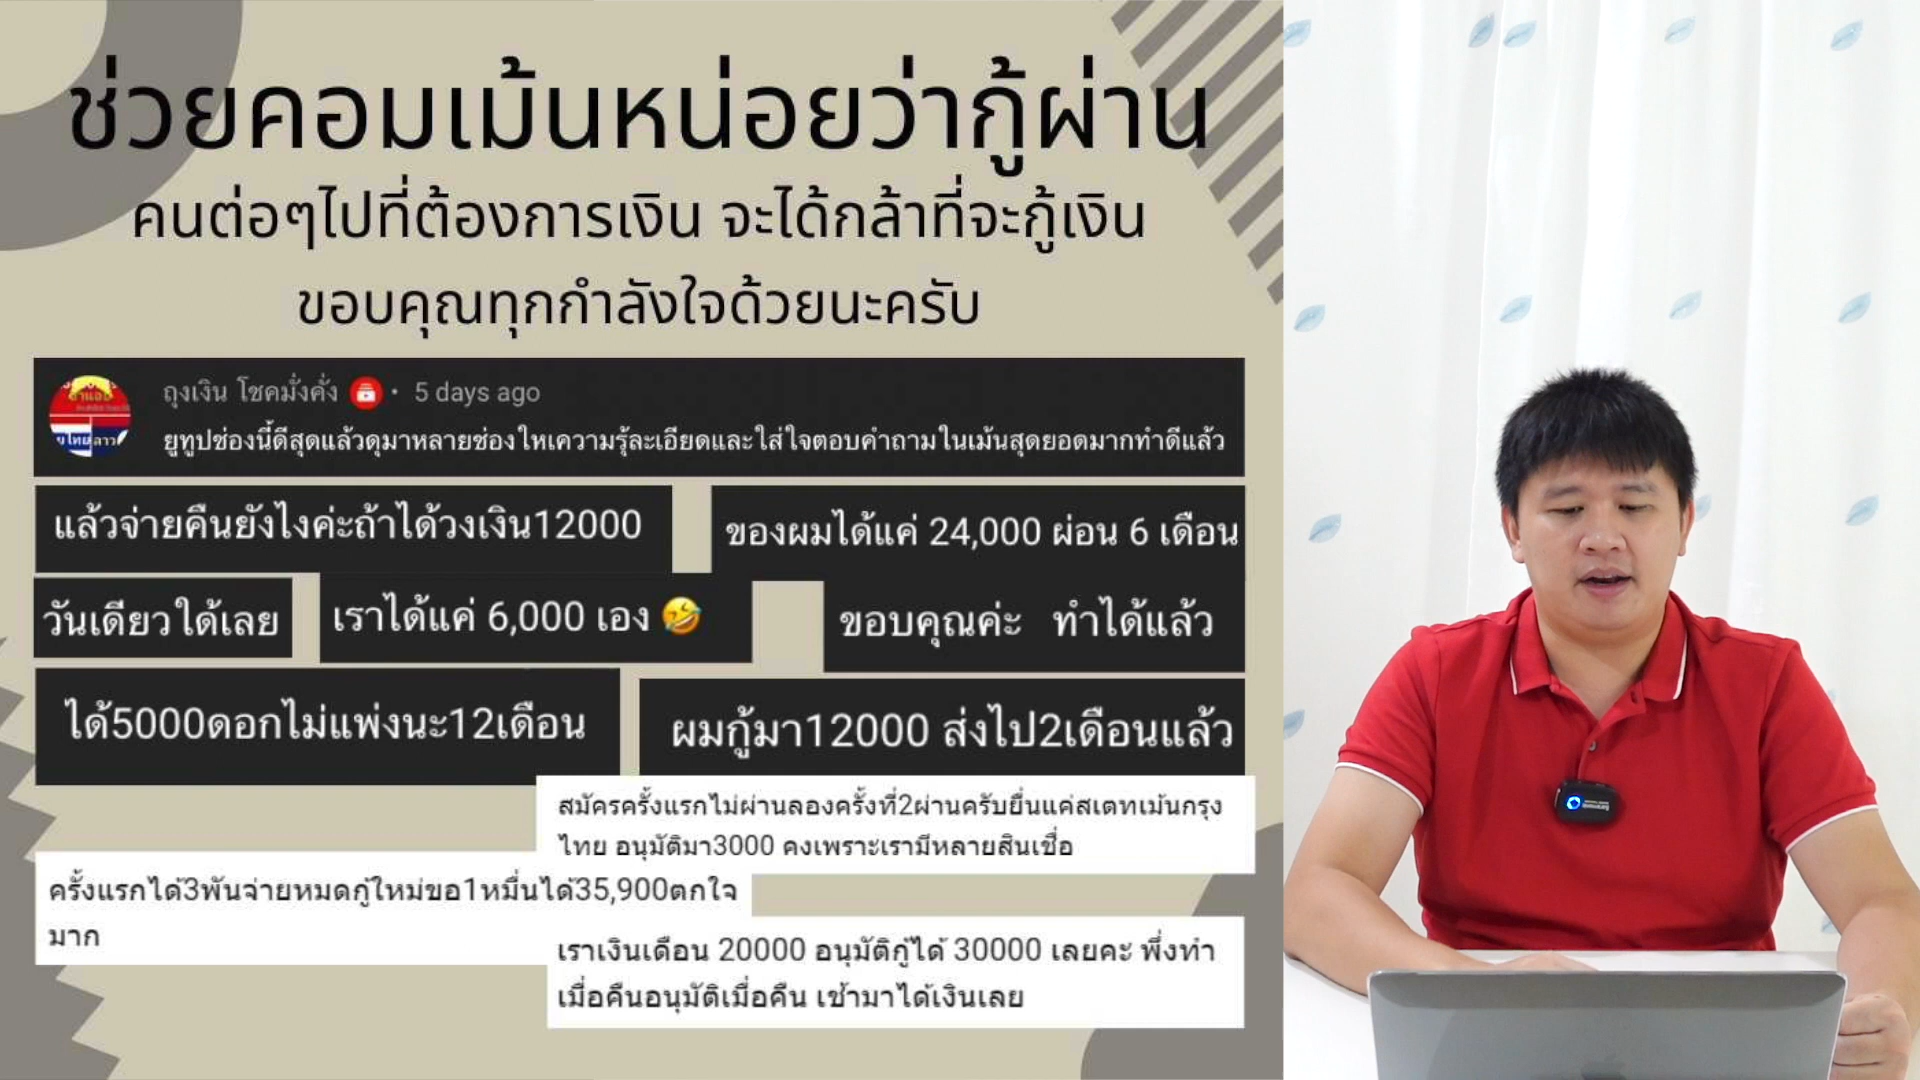 ช่วยคอมเม้นหน่อยว่ากู้ผ่าน
คนต่อๆไปที่ต้องการเงิน จะได้กล้าที่จะกู้เงิน
ขอบคุณทุกกำลังใจด้วยนะครับ
ถุงเงิน โชคมั่งคั่ง · 5 days ago
ยูทูปช่องนี้ดีสุดแล้วดุมาหลายช่องใหเความรู้ละเอียดและใส่ใจตอบคำถามในเม้นสุดยอดมากทำดีแล้ว
แล้วจ่ายคืนยังไงค่ะถ้าได้วงเงิน12000
ของผมได้แค่ 24,000 ผ่อน 6 เดือน
วันเดียวใด้เลย
เราได้แค่ 6,000 เอง 🤣
ขอบคุณค่ะ ทำได้แล้ว
ได้5000ดอกไม่แพ่งนะ12เดือน
ผมกู้มา12000 ส่งไป2เดือนแล้ว
สมัครครั้งแรกไม่ผ่านลองครั้งที่2ผ่านครับยื่นแค่สเตทเม้นกรุง
ไทย อนุมัติมา3000 คงเพราะเรามีหลายสินเชื่อ
ครั้งแรกได้3พันจ่ายหมดกู้ใหม่ขอ1หมื่นได้35,900ตกใจ
มาก
เราเงินเดือน 20000 อนุมัติกู้ได้ 30000 เลยคะ พึ่งทำ
เมื่อคืนอนุมัติเมื่อคืน เช้ามาได้เงินเลย